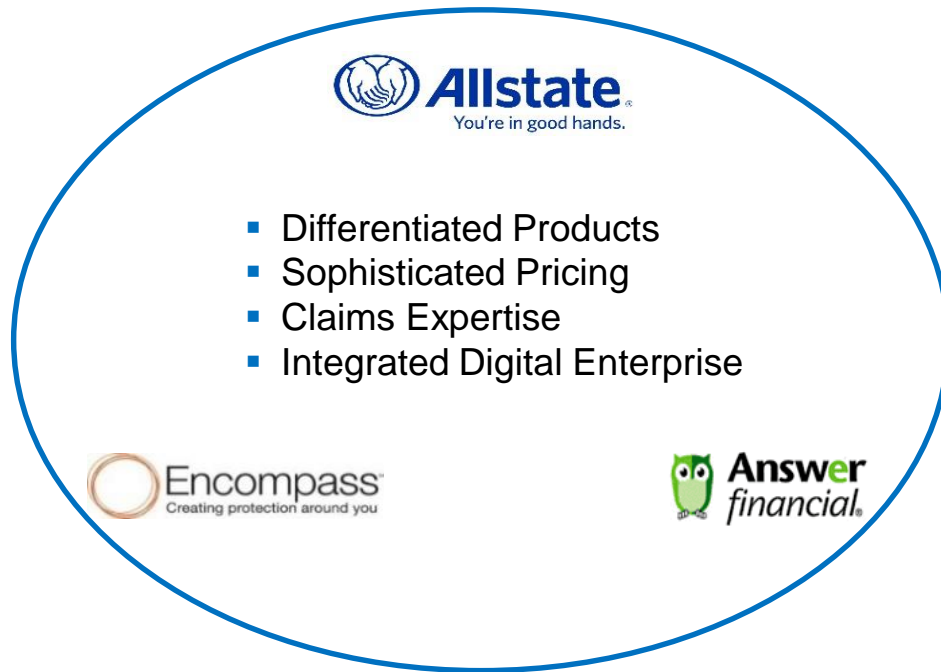 Allstate®
You're in good hands.
▪ Differentiated Products
▪ Sophisticated Pricing
▪ Claims Expertise
▪ Integrated Digital Enterprise
Encompass™
Creating protection around you
Answer
financial®